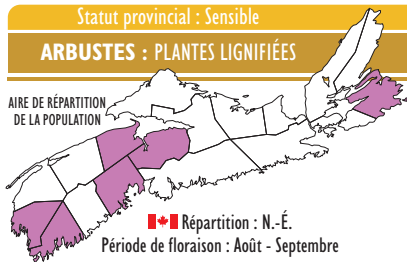 Statut provincial : Sensible
ARBUSTES : PLANTES LIGNIFIÉES
AIRE DE RÉPARTITION
DE LA POPULATION
Répartition : N.-É.
Période de floraison : Août - Septembre